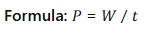 Formula: P = W / t